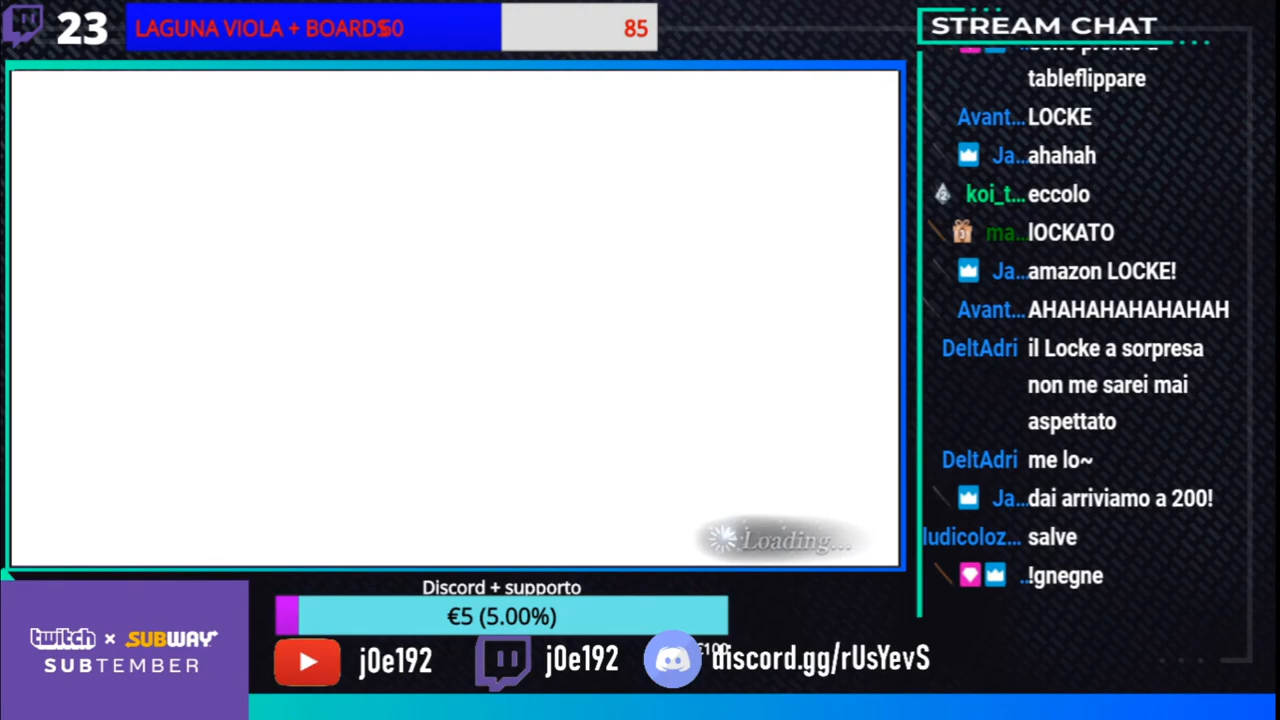 23
LAGUNA VIOLA + BOARDS
60
85
STREAM CHAT
tableflippare
Avant... LOCKE
Ja... ahahah
koi_t... eccolo
ma... lOCKATO
Ja... amazon LOCKE!
Avant... AHAHAHAHAHAHAH
DeltAdri il Locke a sorpresa
non me sarei mai
aspettato
DeltAdri me lo~
Ja... dai arriviamo a 200!
ludicoloz... salve
.. !gnegne
Loading...
Discord + supporto
€5 (5.00%)
€100
twitch × SUBWAY
SUBTEMBER
j0e192
j0e192
discord.gg/rUsYevS